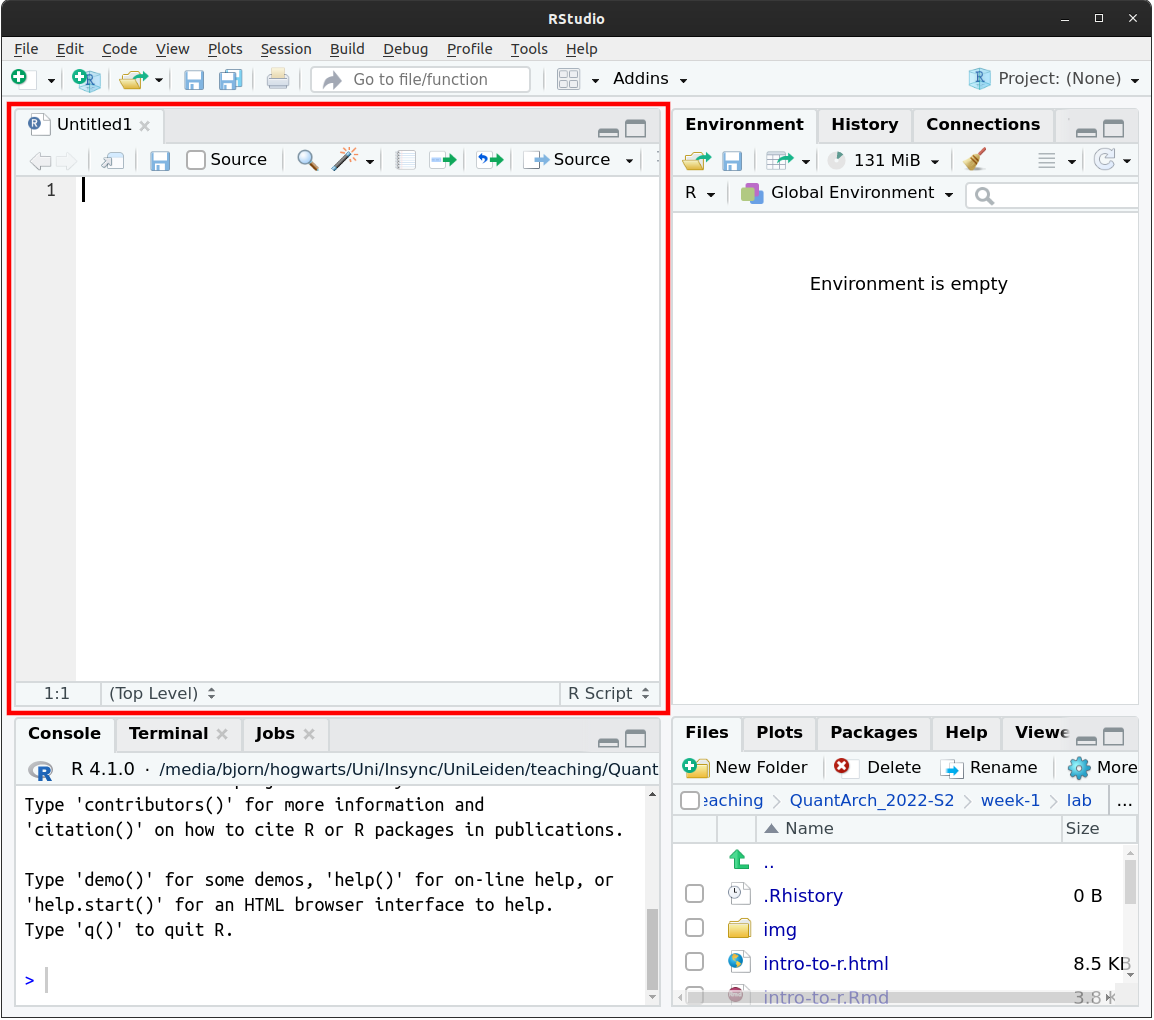 RStudio
File Edit Code View Plots Session Build Debug Profile Tools Help
Go to file/function Addins Project: (None)
Untitled1
Source Source
1
1:1 (Top Level) R Script
Environment History Connections
131 MiB
R Global Environment
Environment is empty
Console Terminal Jobs
R 4.1.0 · /media/bjorn/hogwarts/Uni/Insync/UniLeiden/teaching/Quant
Type 'contributors()' for more information and
'citation()' on how to cite R or R packages in publications.
Type 'demo()' for some demos, 'help()' for on-line help, or
'help.start()' for an HTML browser interface to help.
Type 'q()' to quit R.
>
Files Plots Packages Help Viewe
New Folder Delete Rename More
eaching QuantArch_2022-S2 week-1 lab ...
Name Size
..
.Rhistory 0 B
img
intro-to-r.html 8.5 KB
intro-to-r.Rmd 3.8 K